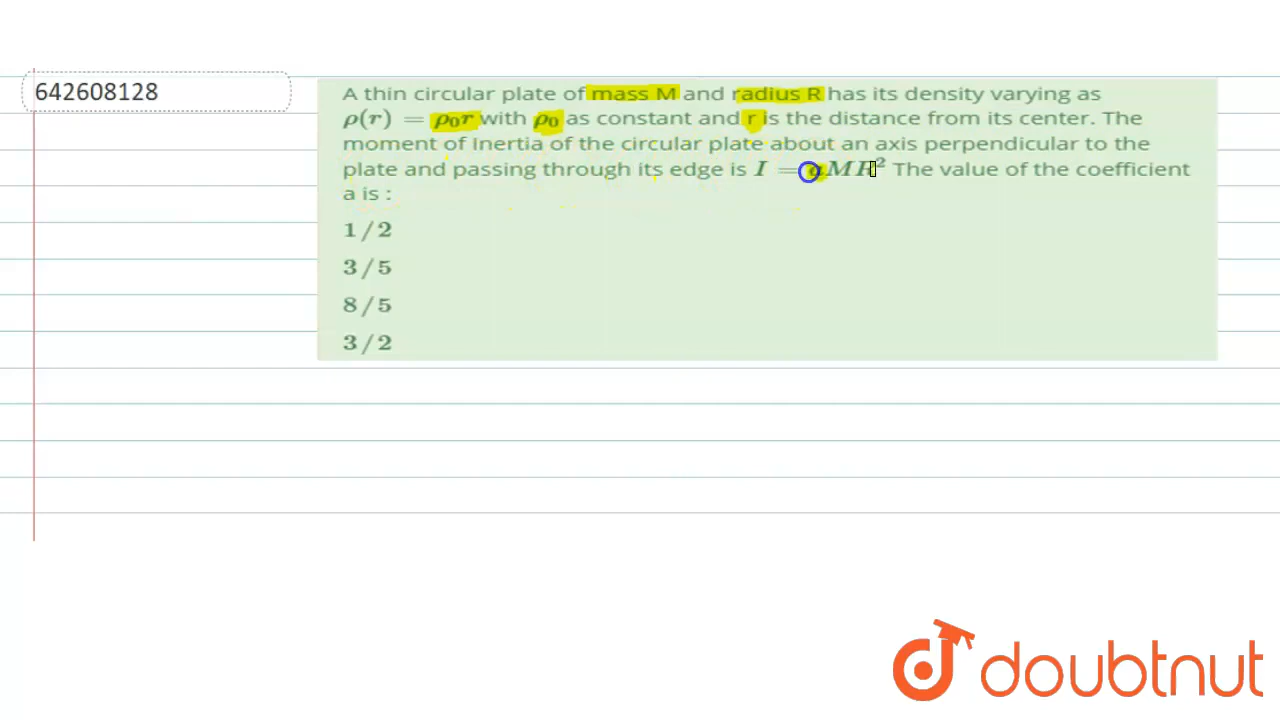 642608128
A thin circular plate of mass M and radius R has its density varying as
ρ(r) = ρ₀r with ρ₀ as constant and r is the distance from its center. The
moment of Inertia of the circular plate about an axis perpendicular to the
plate and passing through its edge is I = aMR² The value of the coefficient
a is :
1 / 2
3 / 5
8 / 5
3 / 2
doubtnut